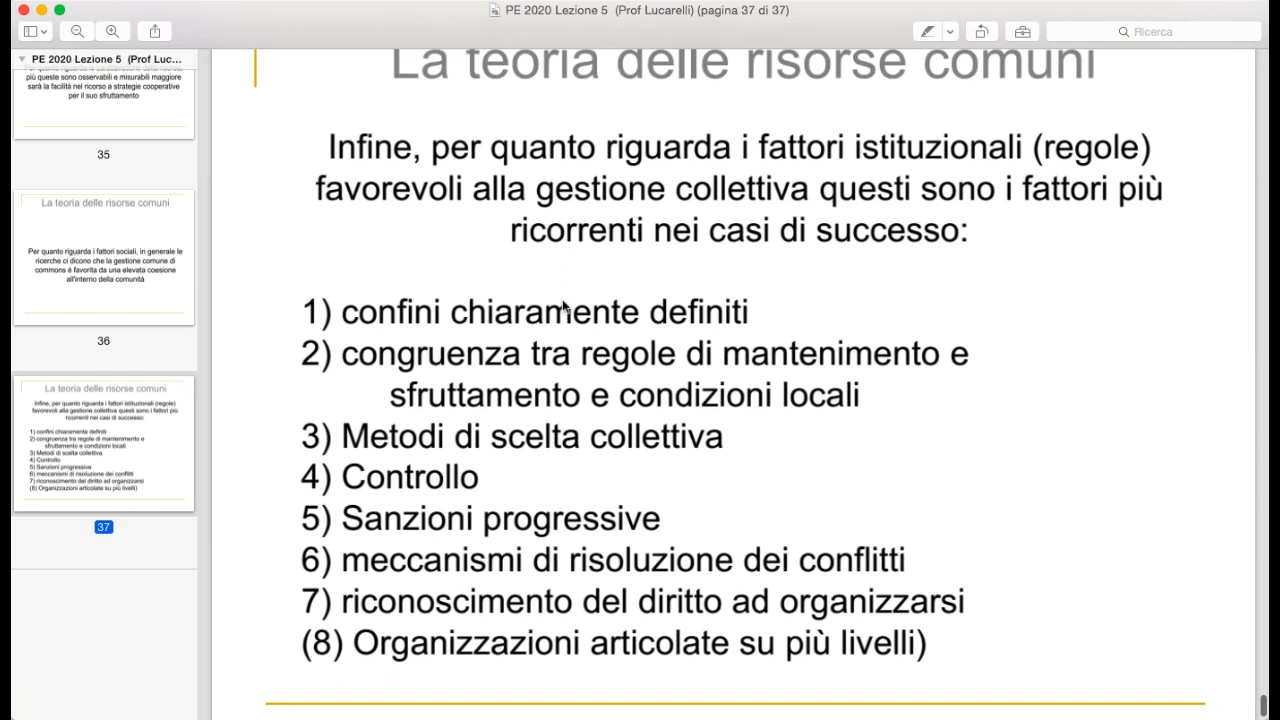 PE 2020 Lezione 5 (Prof Lucarelli) (pagina 37 di 37)
Ricerca
PE 2020 Lezione 5 (Prof Luc...
più queste sono osservabili e misurabili maggiore
sarà la facilità nel ricorso a strategie cooperative
per il suo sfruttamento
35
La teoria delle risorse comuni
Per quanto riguarda i fattori sociali, in generale le
ricerche ci dicono che la gestione comune di
commons è favorita da una elevata coesione
all'interno della comunità
36
La teoria delle risorse comuni
Infine, per quanto riguarda i fattori istituzionali (regole)
favorevoli alla gestione collettiva questi sono i fattori più
ricorrenti nei casi di successo:
1) confini chiaramente definiti
2) congruenza tra regole di mantenimento e
sfruttamento e condizioni locali
3) Metodi di scelta collettiva
4) Controllo
5) Sanzioni progressive
6) meccanismi di risoluzione dei conflitti
7) riconoscimento del diritto ad organizzarsi
(8) Organizzazioni articolate su più livelli)
37
La teoria delle risorse comuni
Infine, per quanto riguarda i fattori istituzionali (regole)
favorevoli alla gestione collettiva questi sono i fattori più
ricorrenti nei casi di successo:
1) confini chiaramente definiti
2) congruenza tra regole di mantenimento e
sfruttamento e condizioni locali
3) Metodi di scelta collettiva
4) Controllo
5) Sanzioni progressive
6) meccanismi di risoluzione dei conflitti
7) riconoscimento del diritto ad organizzarsi
(8) Organizzazioni articolate su più livelli)